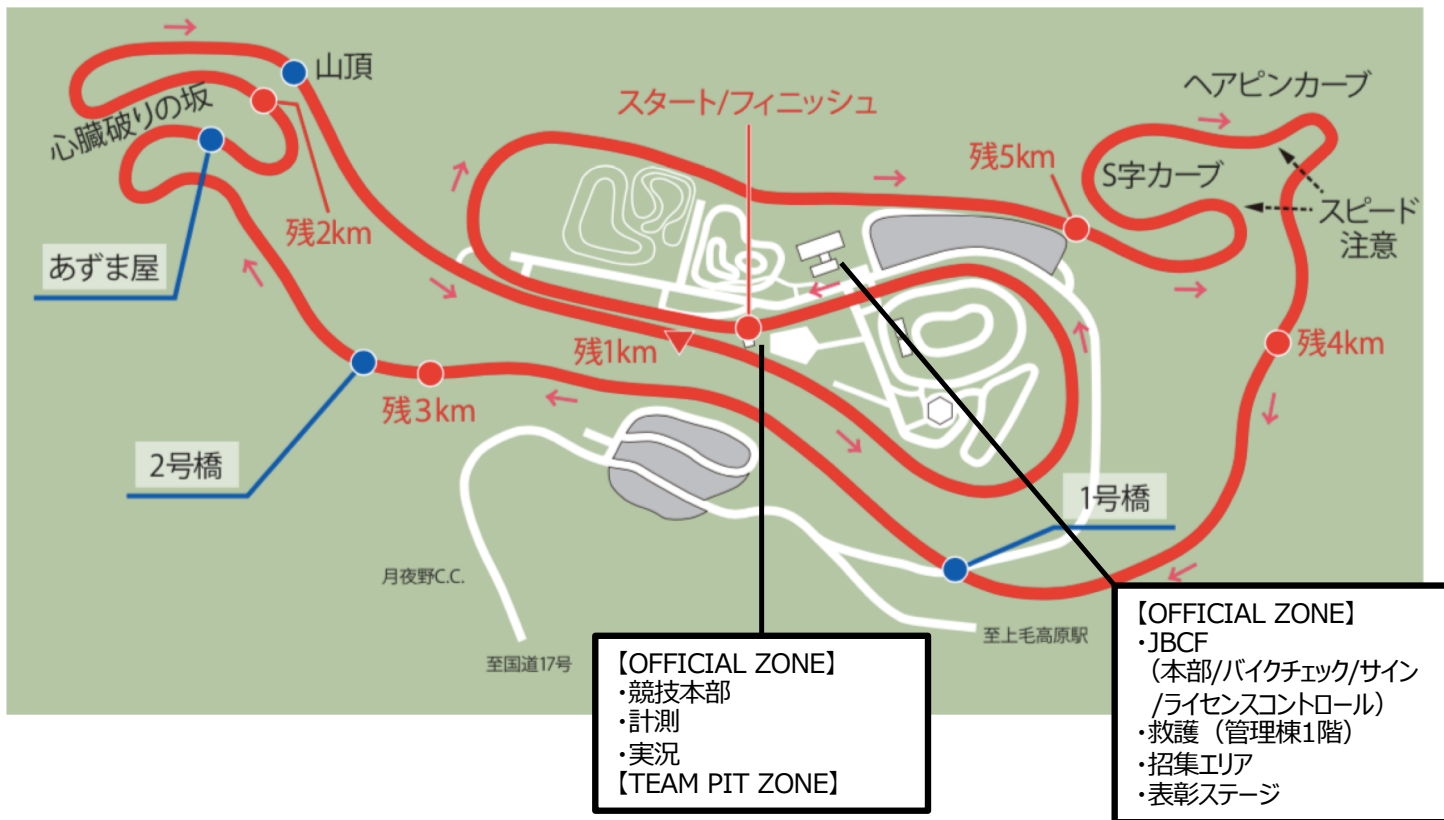 山頂
心臓破りの坂
スタート/フィニッシュ
ヘアピンカーブ
残5km
S字カーブ
スピード
注意
残2km
あずま屋
残1km
残4km
残3km
2号橋
1号橋
月夜野C.C.
至国道17号
至上毛高原駅
【OFFICIAL ZONE】
・競技本部
・計測
・実況
【TEAM PIT ZONE】
【OFFICIAL ZONE】
・JBCF
（本部/バイクチェック/サイン
/ライセンスコントロール）
・救護（管理棟1階）
・招集エリア
・表彰ステージ